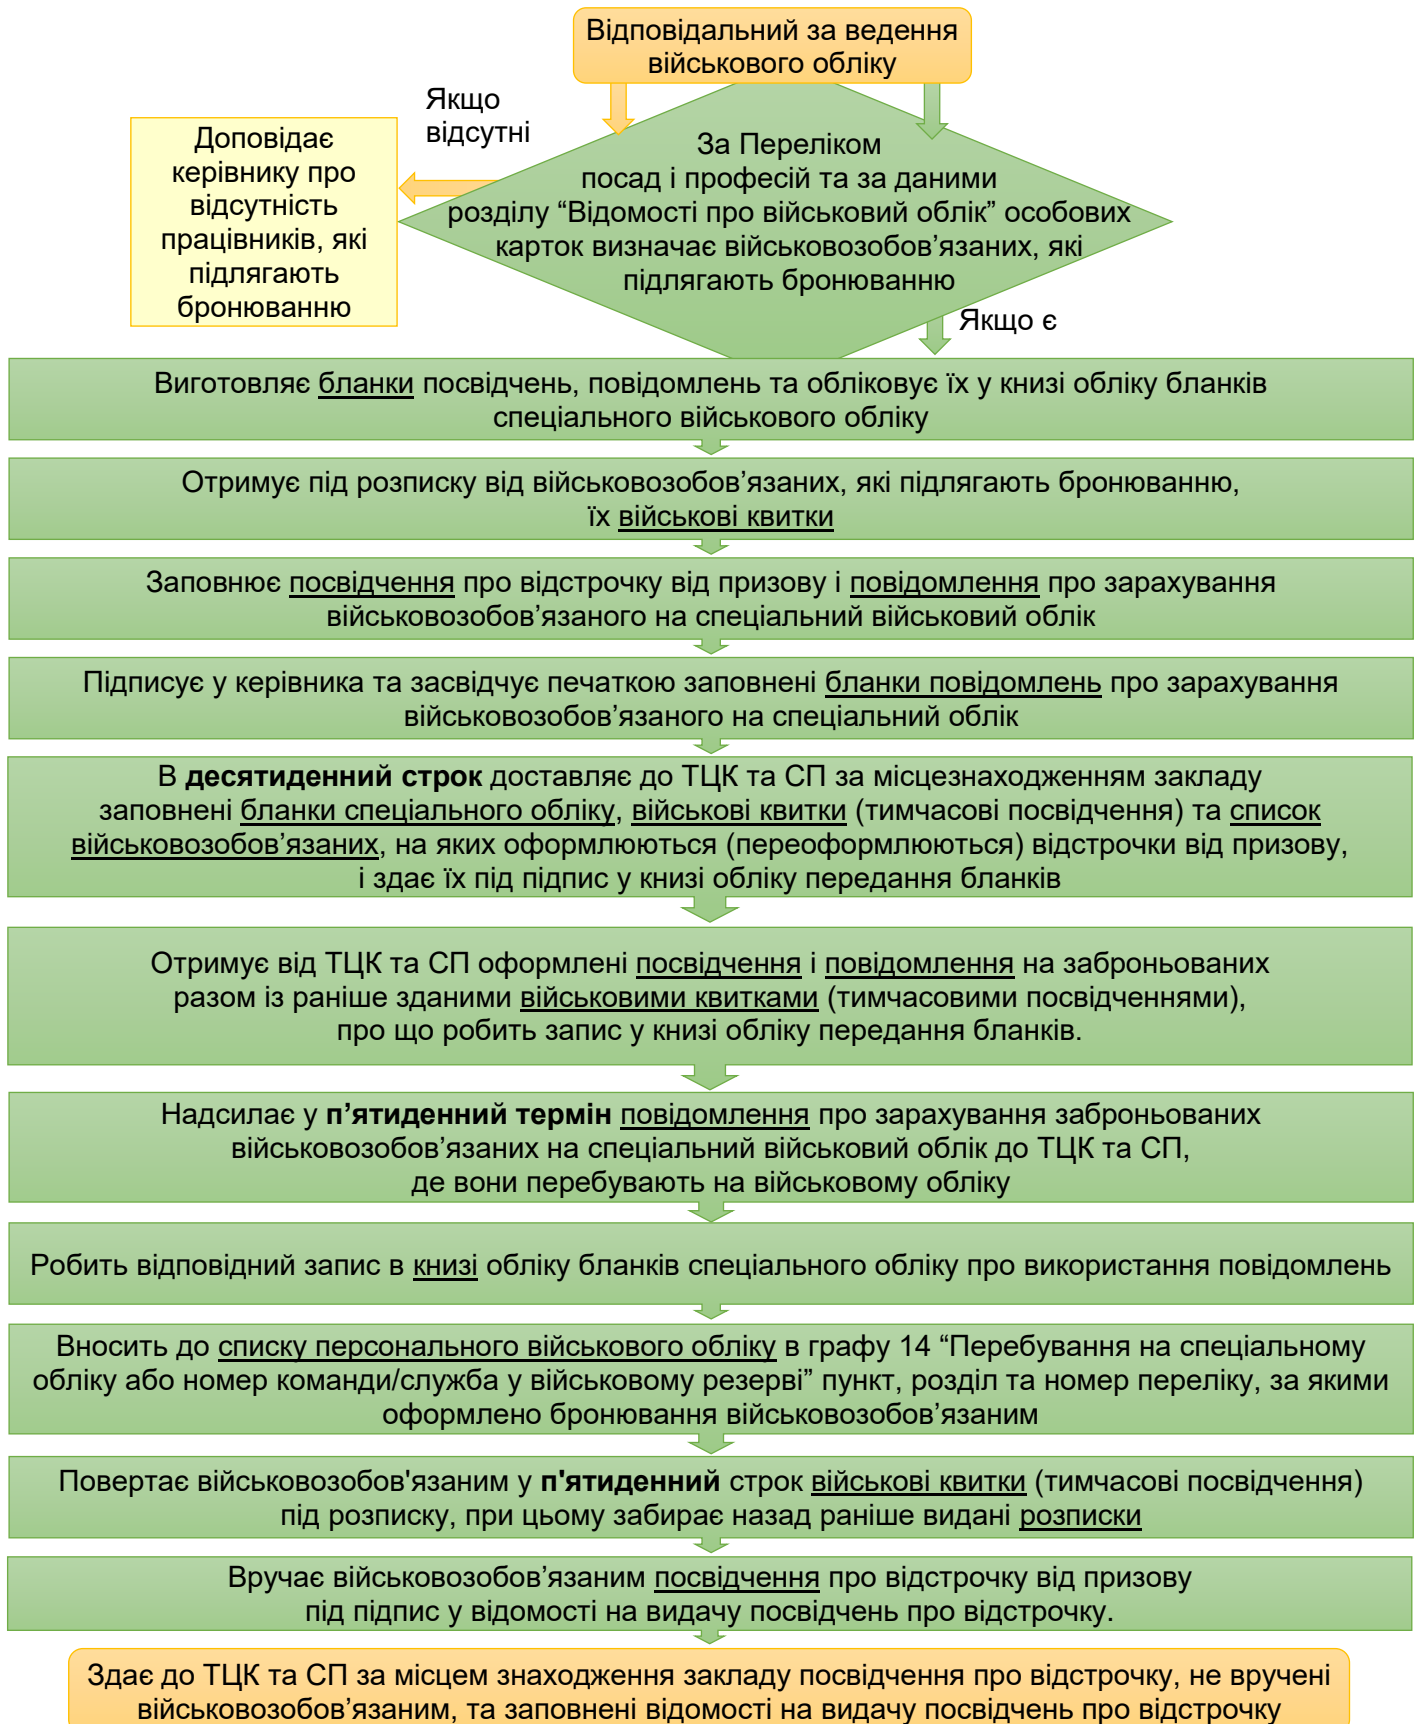 Відповідальний за ведення
військового обліку
Якщо
відсутні
Доповідає
керівнику про
відсутність
працівників, які
підлягають
бронюванню
За Переліком
посад і професій та за даними
розділу “Відомості про військовий облік” особових
карток визначає військовозобов’язаних, які
підлягають бронюванню
Якщо є
Виготовляє бланки посвідчень, повідомлень та обліковує їх у книзі обліку бланків
спеціального військового обліку
Отримує під розписку від військовозобов’язаних, які підлягають бронюванню,
їх військові квитки
Заповнює посвідчення про відстрочку від призову і повідомлення про зарахування
військовозобов’язаного на спеціальний військовий облік
Підписує у керівника та засвідчує печаткою заповнені бланки повідомлень про зарахування
військовозобов’язаного на спеціальний облік
В десятиденний строк доставляє до ТЦК та СП за місцезнаходженням закладу
заповнені бланки спеціального обліку, військові квитки (тимчасові посвідчення) та список
військовозобов’язаних, на яких оформлюються (переоформлюються) відстрочки від призову,
і здає їх під підпис у книзі обліку передання бланків
Отримує від ТЦК та СП оформлені посвідчення і повідомлення на заброньованих
разом із раніше зданими військовими квитками (тимчасовими посвідченнями),
про що робить запис у книзі обліку передання бланків.
Надсилає у п’ятиденний термін повідомлення про зарахування заброньованих
військовозобов’язаних на спеціальний військовий облік до ТЦК та СП,
де вони перебувають на військовому обліку
Робить відповідний запис в книзі обліку бланків спеціального обліку про використання повідомлень
Вносить до списку персонального військового обліку в графу 14 “Перебування на спеціальному
обліку або номер команди/служба у військовому резерві” пункт, розділ та номер переліку, за якими
оформлено бронювання військовозобов’язаним
Повертає військовозобов'язаним у п'ятиденний строк військові квитки (тимчасові посвідчення)
під розписку, при цьому забирає назад раніше видані розписки
Вручає військовозобов’язаним посвідчення про відстрочку від призову
під підпис у відомості на видачу посвідчень про відстрочку.
Здає до ТЦК та СП за місцем знаходження закладу посвідчення про відстрочку, не вручені
військовозобов’язаним, та заповнені відомості на видачу посвідчень про відстрочку